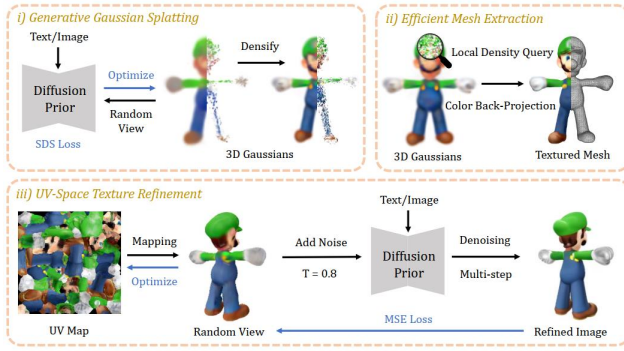 i) Generative Gaussian Splatting
Text/Image
Diffusion
Prior
SDS Loss
Optimize
Random
View
Densify
3D Gaussians
ii) Efficient Mesh Extraction
Local Density Query
Color Back-Projection
3D Gaussians
Textured Mesh
iii) UV-Space Texture Refinement
UV Map
Mapping
Optimize
Random View
Add Noise
T = 0.8
Text/Image
Diffusion
Prior
Denoising
Multi-step
MSE Loss
Refined Image